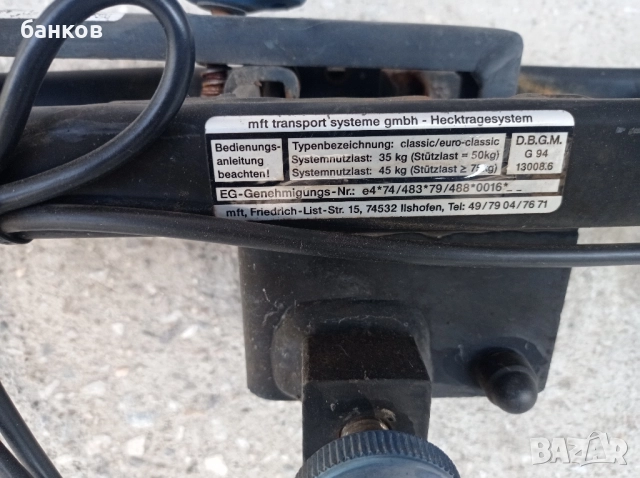 банков
mft transport systeme gmbh - Hecktragesystem
Bedienungs-
anleitung
beachten!
Typenbezeichnung: classic/euro-classic
Systemnutzlast: 35 kg (Stützlast = 50kg)
Systemnutzlast: 45 kg (Stützlast ≥ 75kg)
D.B.G.M.
G 94
13008.6
EG-Genehmigungs-Nr.: e4*74/483*79/488*0016*_ _
mft, Friedrich-List-Str. 15, 74532 Ilshofen, Tel: 49/79 04/76 71
BAZAR